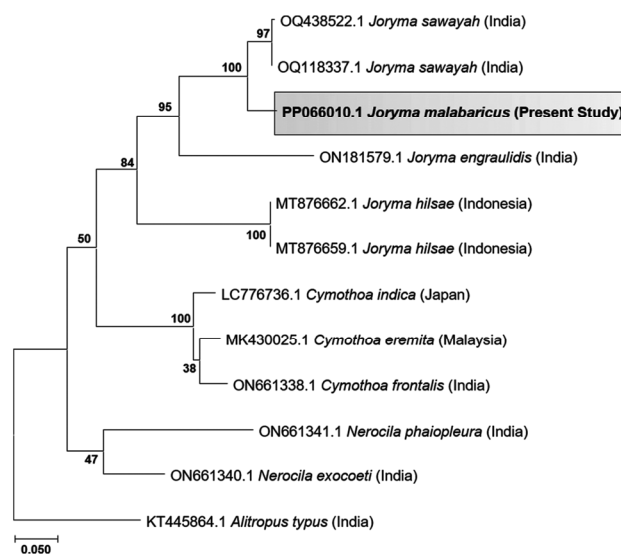 OQ438522.1 Joryma sawayah (India)
97
OQ118337.1 Joryma sawayah (India)
100
PP066010.1 Joryma malabaricus (Present Study)
95
ON181579.1 Joryma engraulidis (India)
84
MT876662.1 Joryma hilsae (Indonesia)
100
MT876659.1 Joryma hilsae (Indonesia)
50
LC776736.1 Cymothoa indica (Japan)
100
MK430025.1 Cymothoa eremita (Malaysia)
38
ON661338.1 Cymothoa frontalis (India)
ON661341.1 Nerocila phaiopleura (India)
47
ON661340.1 Nerocila exocoeti (India)
KT445864.1 Alitropus typus (India)
0.050